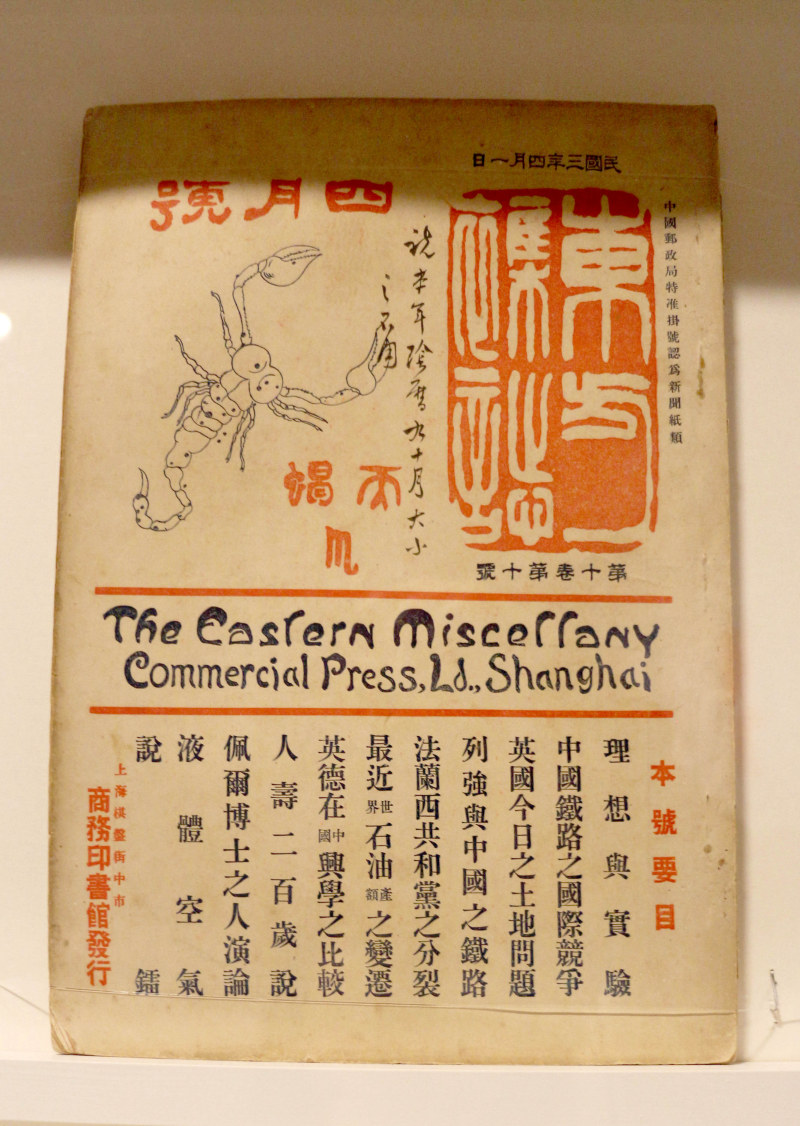 民國三年四月一日
中國郵政局特准掛號認爲新聞紙類
東方雜誌
第十卷第十號
四月號
本年陰曆九十月大小
天蝎
♏
The Eastern Miscellany
Commercial Press, Ld., Shanghai
本號要目
理想與實驗
中國鐵路之國際競爭
英國今日之土地問題
列強與中國之鐵路
法蘭西共和黨之分裂
最近世界石油產額之變遷
英德在中國興學之比較
人壽二百歲說
佩爾博士之人演論
液體空氣
說鐳
上海棋盤街中市
商務印書館發行